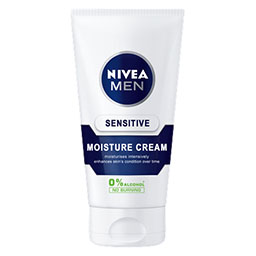 NIVEA
MEN
SENSITIVE
MOISTURE CREAM
moisturises intensively
enhances skin's condition over time
0% ALCOHOL*
NO BURNING